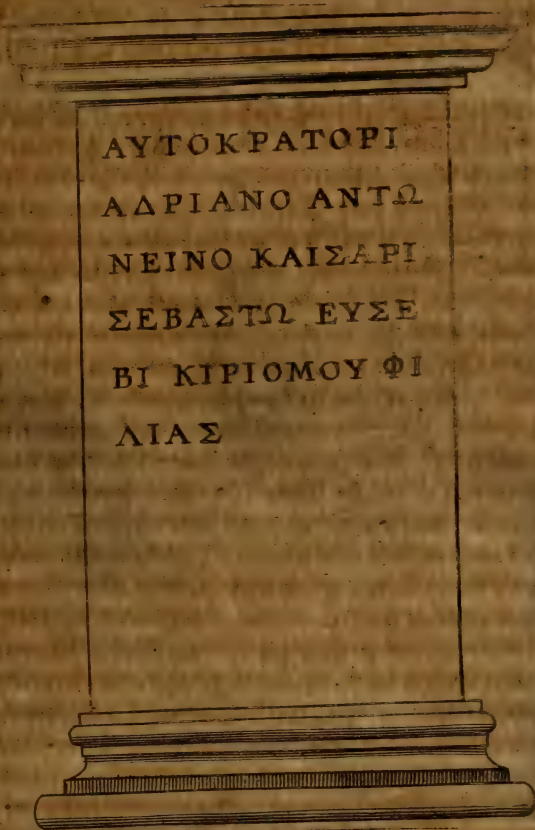 ΑΥΤΟΚΡΑΤΟΡΙ
ΑΔΡΙΑΝΟ ΑΝΤΩ
ΝΕΙΝΟ ΚΑΙΣΑΡΙ
ΣΕΒΑΣΤΩ ΕΥΣΕ
ΒΙ ΚΙΡΙΟΜΟΥ ΦΙ
ΛΙΑΣ